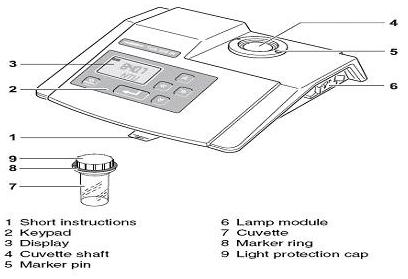 4
5
3
2
6
1
9
8
7
1 Short instructions
2 Keypad
3 Display
4 Cuvette shaft
5 Marker pin
6 Lamp module
7 Cuvette
8 Marker ring
9 Light protection cap